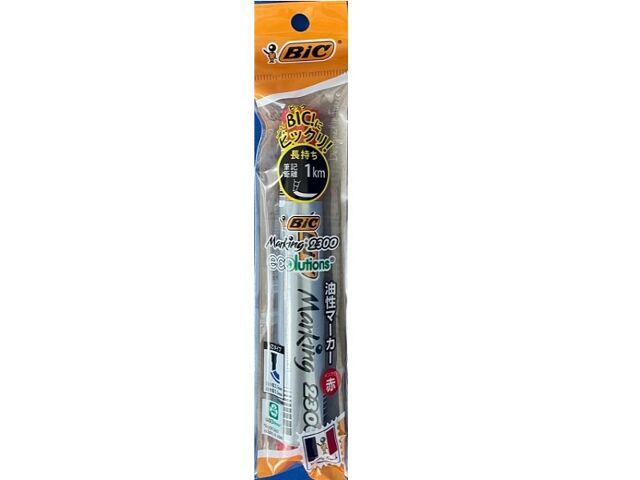 BIC
BIC!に
ビックリ!
長持ち
筆記
距離 1km
BIC
Marking 2300
ecolutions
油性マーカー
赤
Marking 2300